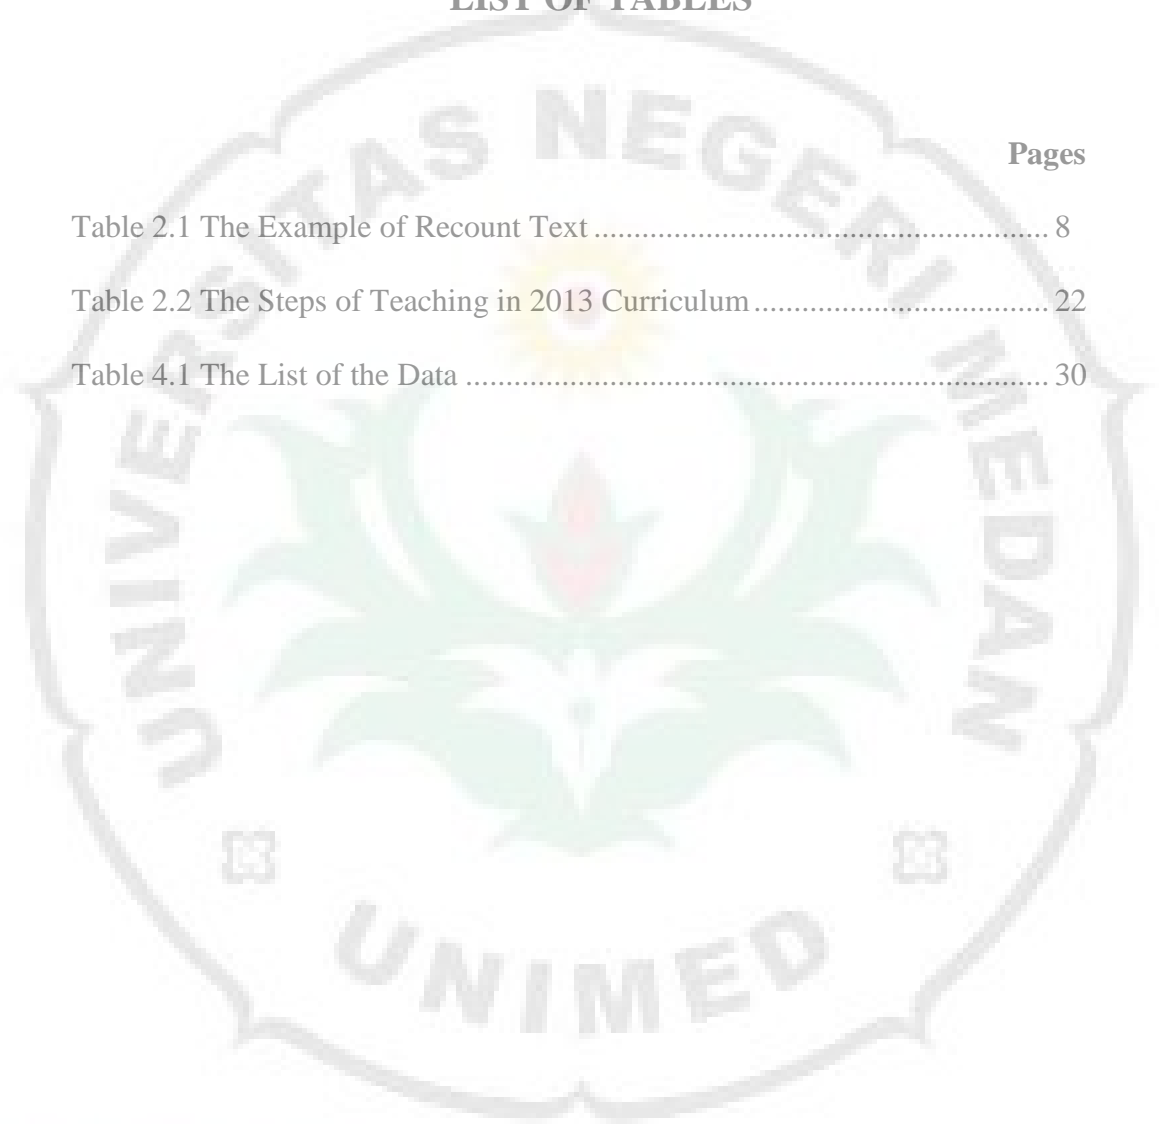 LIST OF TABLES
UNIVERSITAS NEGERI MEDAN
Pages
Table 2.1 The Example of Recount Text ........................................................ 8
Table 2.2 The Steps of Teaching in 2013 Curriculum .................................... 22
Table 4.1 The List of the Data ........................................................................ 30
UNIMED